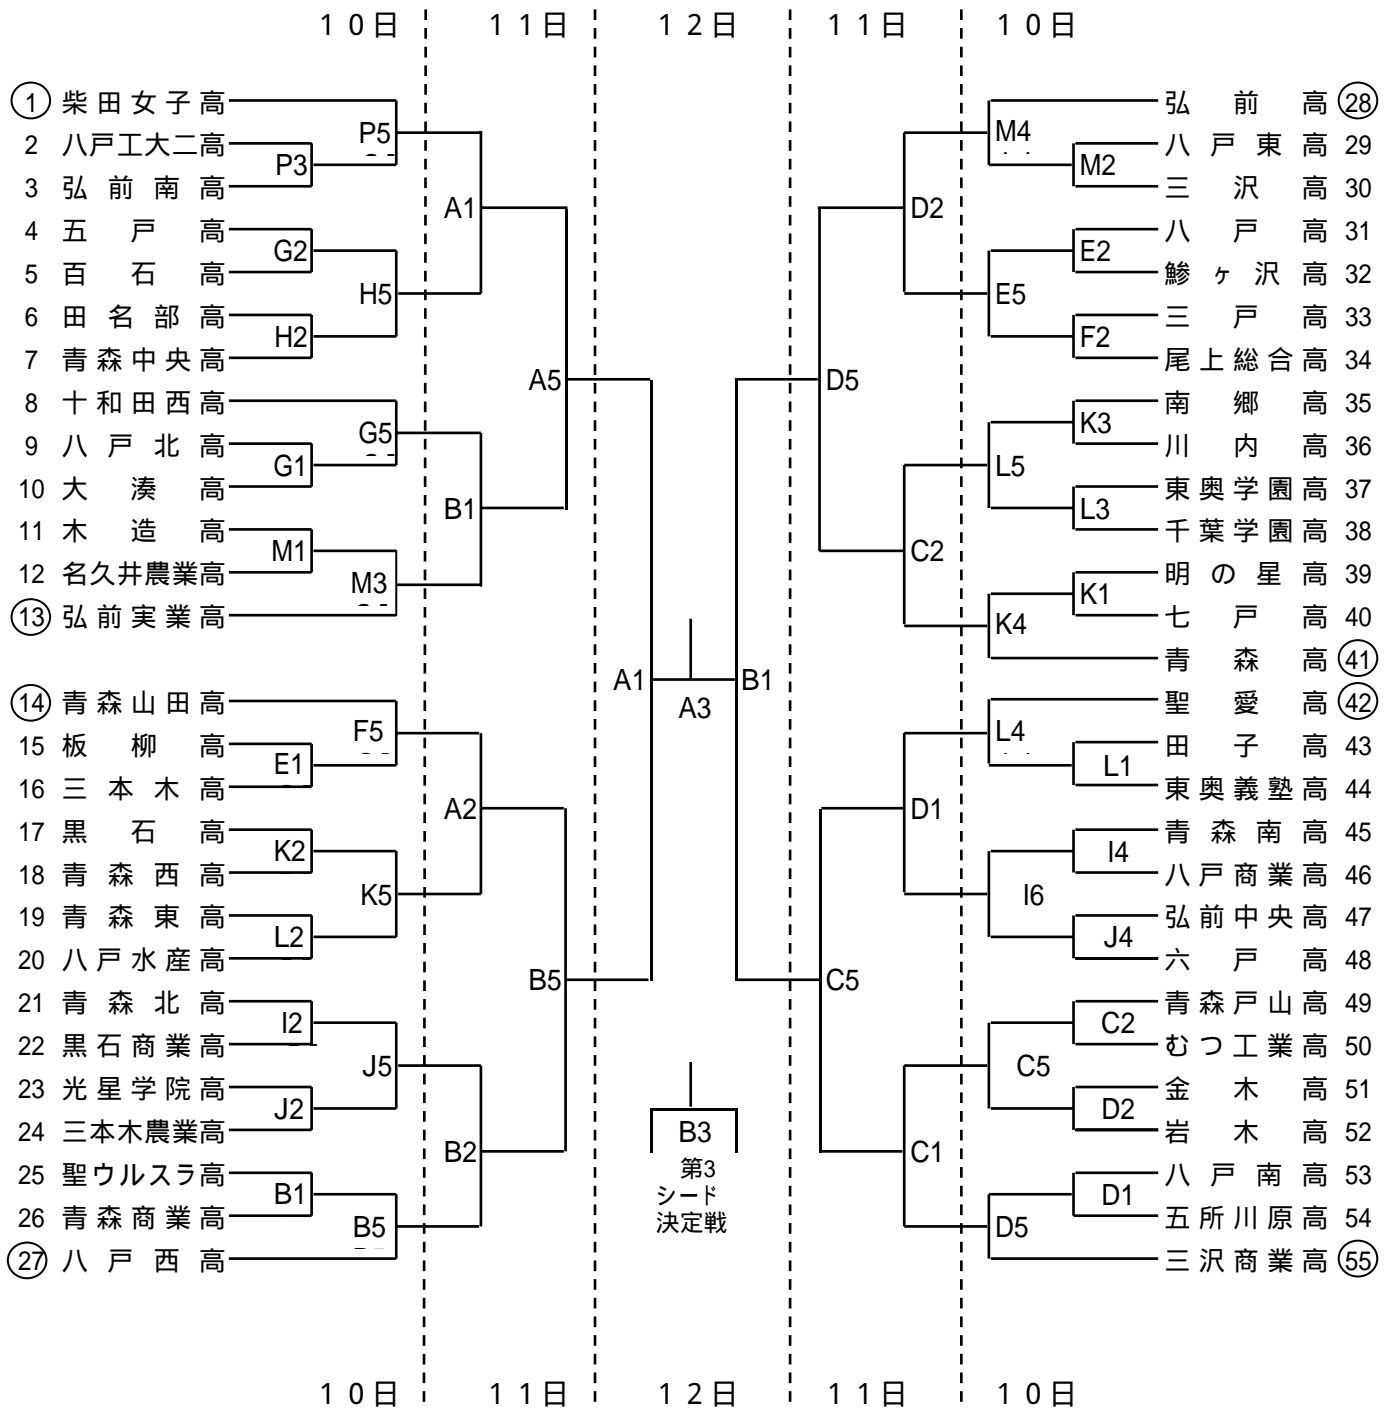 10日 11日 12日 11日 10日
1 柴田女子高
2 八戸工大二高
3 弘前南高
4 五戸高
5 百石高
6 田名部高
7 青森中央高
8 十和田西高
9 八戸北高
10 大湊高
11 木造高
12 名久井農業高
13 弘前実業高
14 青森山田高
15 板柳高
16 三本木高
17 黒石高
18 青森西高
19 青森東高
20 八戸水産高
21 青森北高
22 黒石商業高
23 光星学院高
24 三本木農業高
25 聖ウルスラ高
26 青森商業高
27 八戸西高
P5
P3
G2
H5
H2
G5
G1
M1
M3
F5
E1
K2
K5
L2
I2
J5
J2
B1
B5
A1
B1
A2
B2
A5
B5
A1
A3
B1
B3
第3
シード
決定戦
D5
C5
D2
C2
D1
C1
M4
M2
E2
E5
F2
K3
L5
L3
K1
K4
L4
L1
I4
I6
J4
C2
C5
D2
D1
D5
弘前高 28
八戸東高 29
三沢高 30
八戸高 31
鯵ヶ沢高 32
三戸高 33
尾上総合高 34
南郷高 35
川内高 36
東奥学園高 37
千葉学園高 38
明の星高 39
七戸高 40
青森高 41
聖愛高 42
田子高 43
東奥義塾高 44
青森南高 45
八戸商業高 46
弘前中央高 47
六戸高 48
青森戸山高 49
むつ工業高 50
金木高 51
岩木高 52
八戸南高 53
五所川原高 54
三沢商業高 55
10日 11日 12日 11日 10日